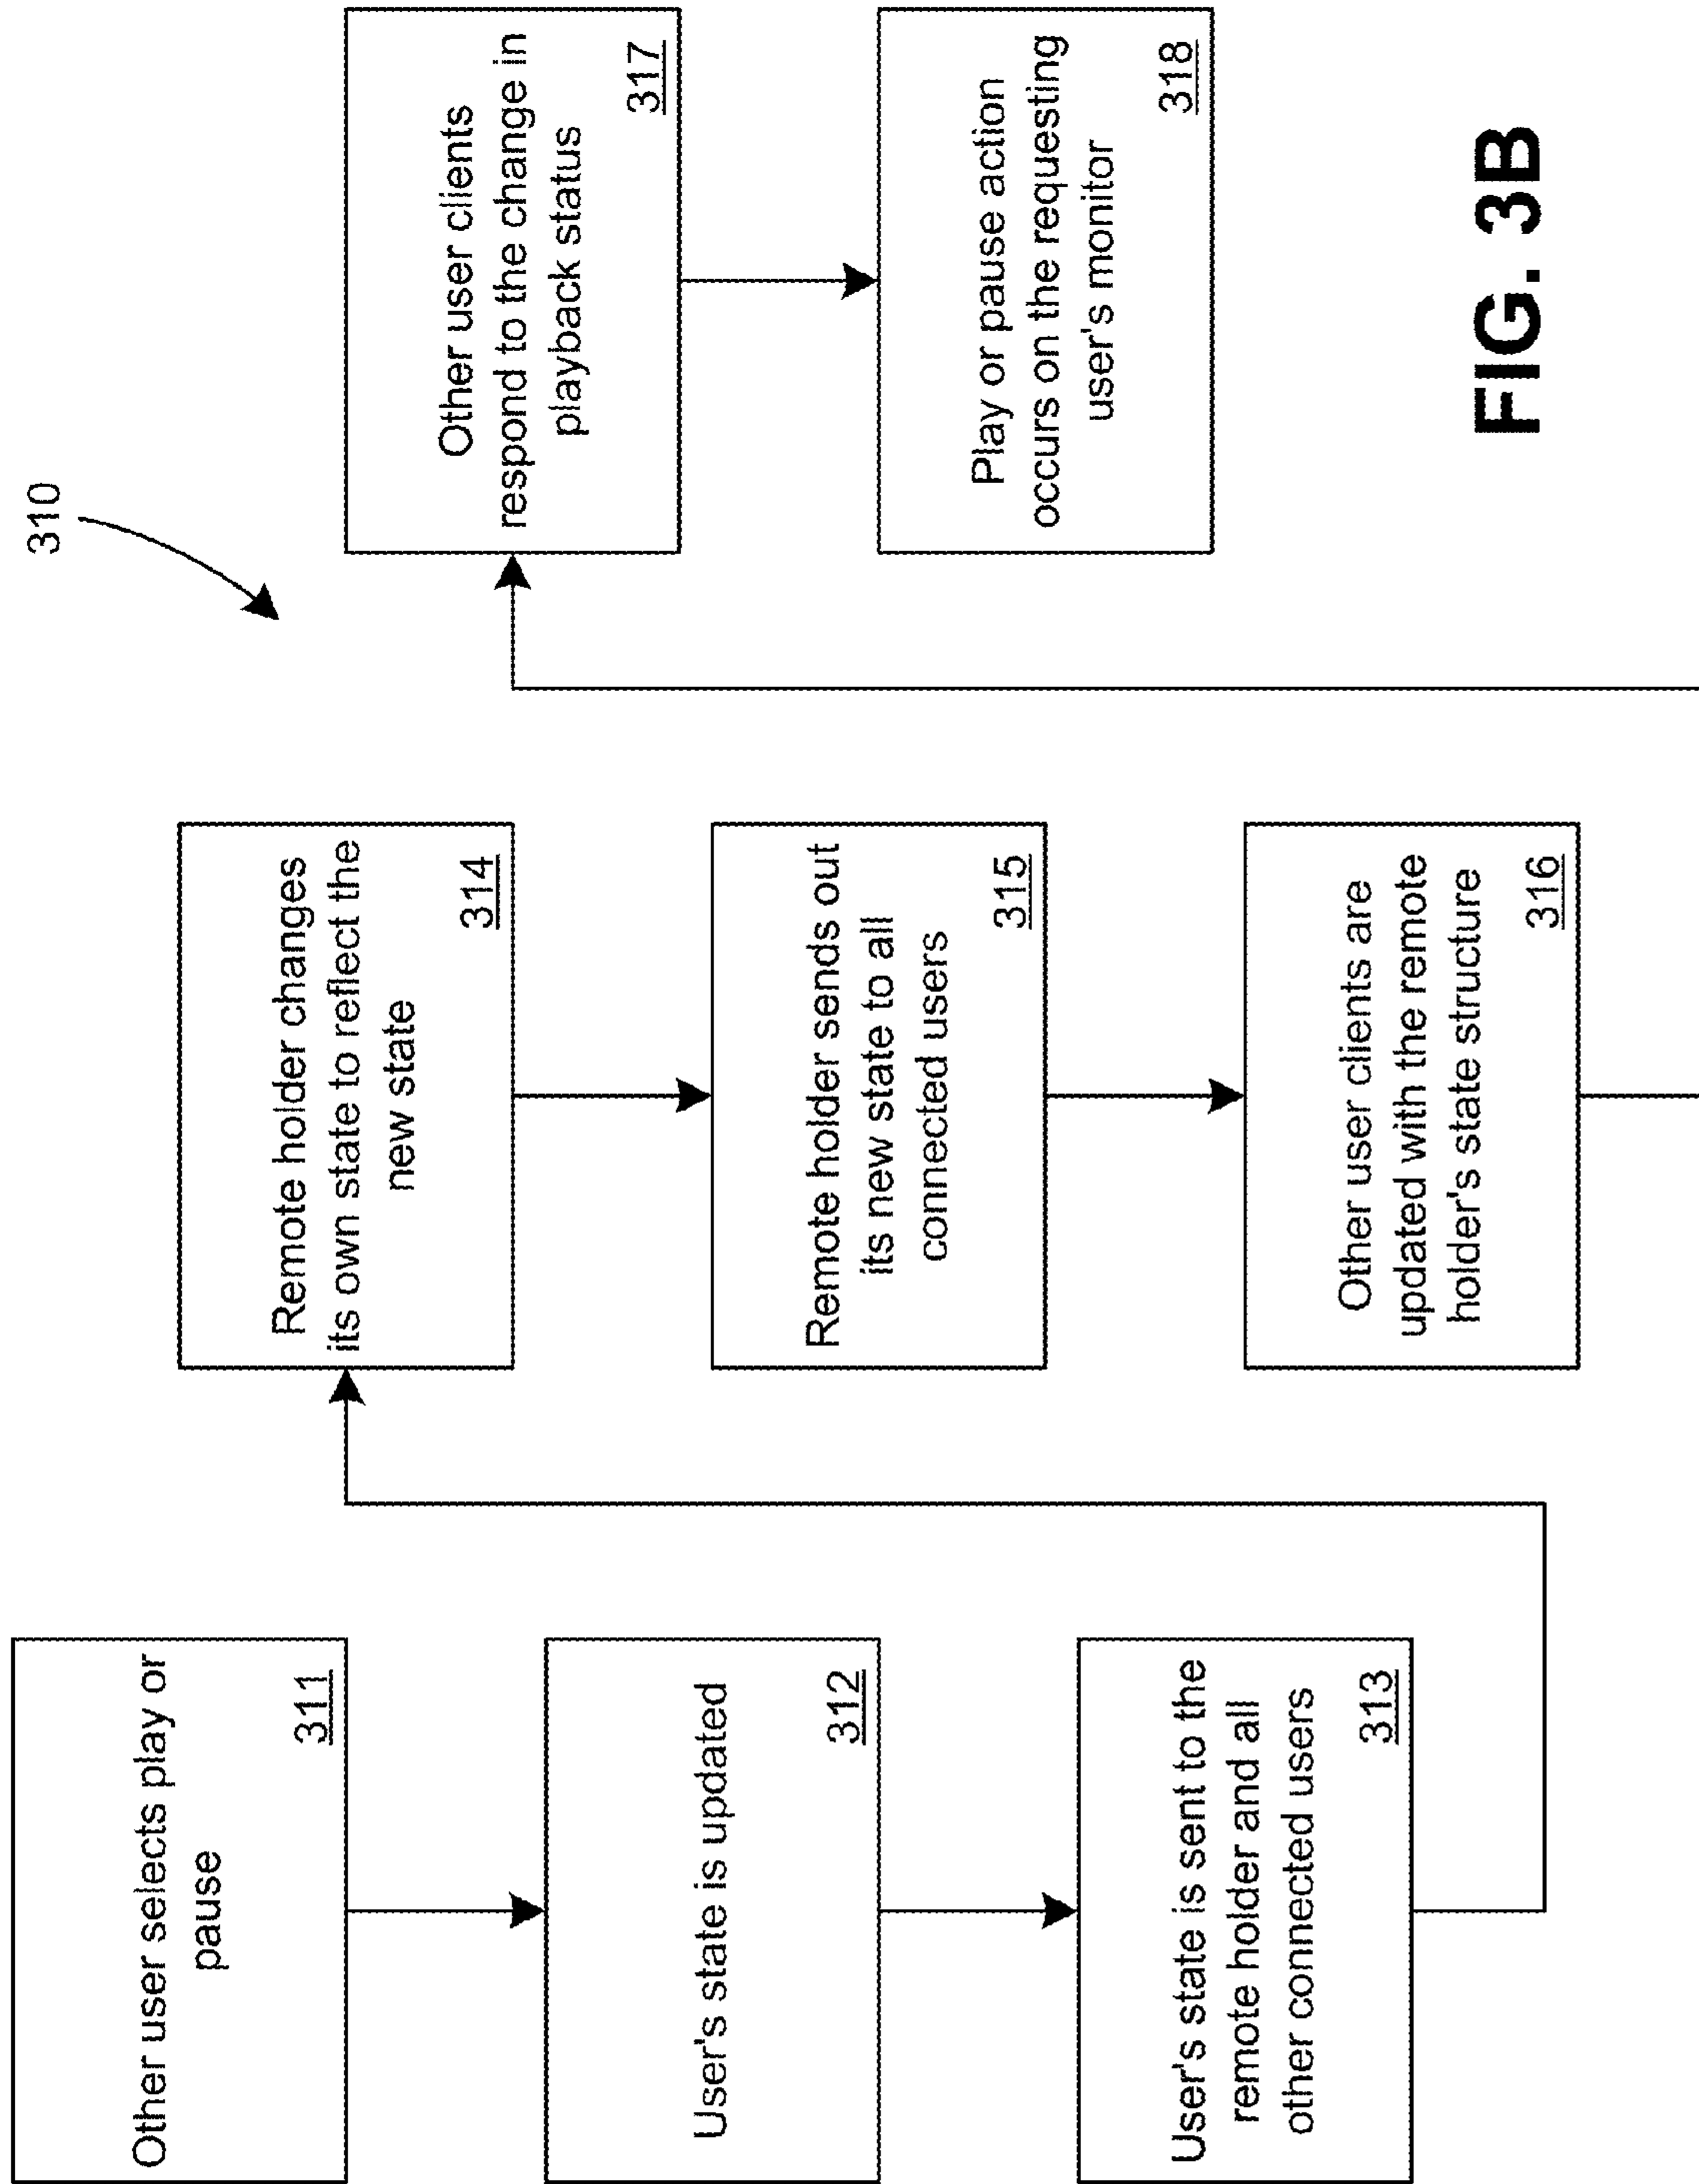 310
Other user selects play or
pause
311
User's state is updated
312
User's state is sent to the
remote holder and all
other connected users
313
Remote holder changes
its own state to reflect the
new state
314
Remote holder sends out
its new state to all
connected users
315
Other user clients are
updated with the remote
holder's state structure
316
Other user clients
respond to the change in
playback status
317
Play or pause action
occurs on the requesting
user's monitor
318
FIG. 3B